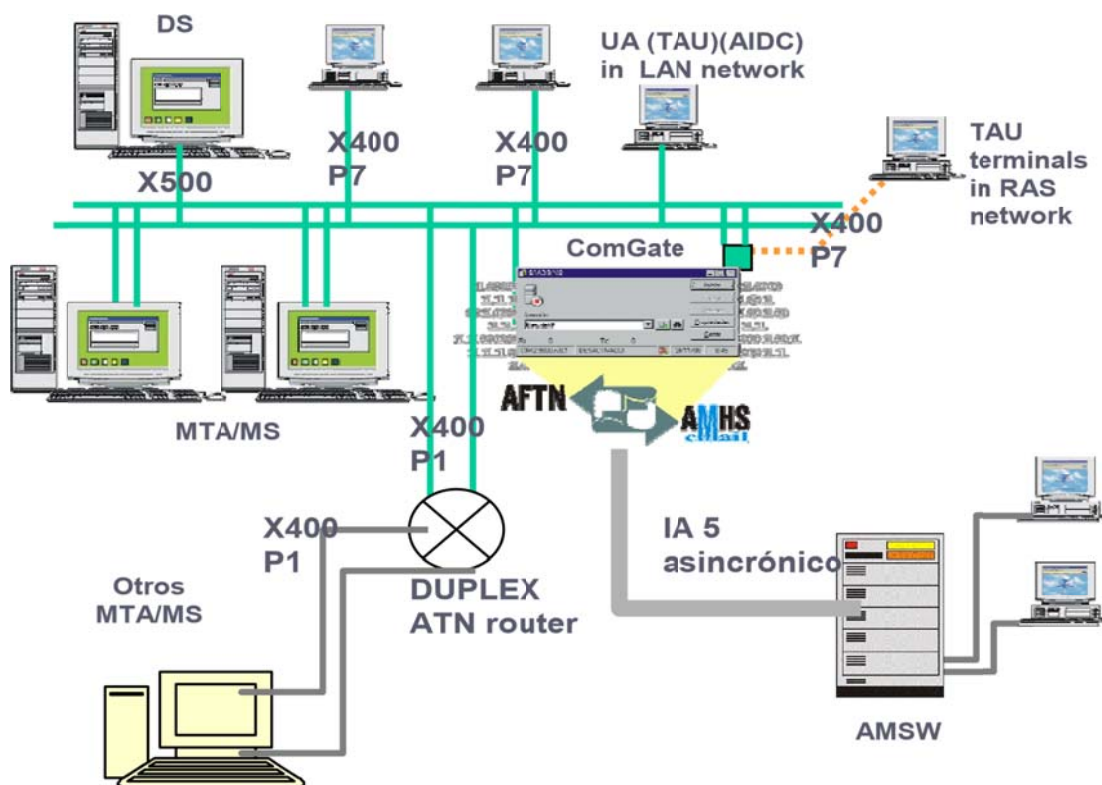 DS
UA (TAU)(AIDC)
in LAN network
TAU
terminals
in RAS
network
X400
P7
X400
P7
X500
X400
P7
ComGate
AFTN
AMHS
eMail
MTA/MS
X400
P1
X400
P1
IA 5
asincrónico
Otros
MTA/MS
DUPLEX
ATN router
AMSW